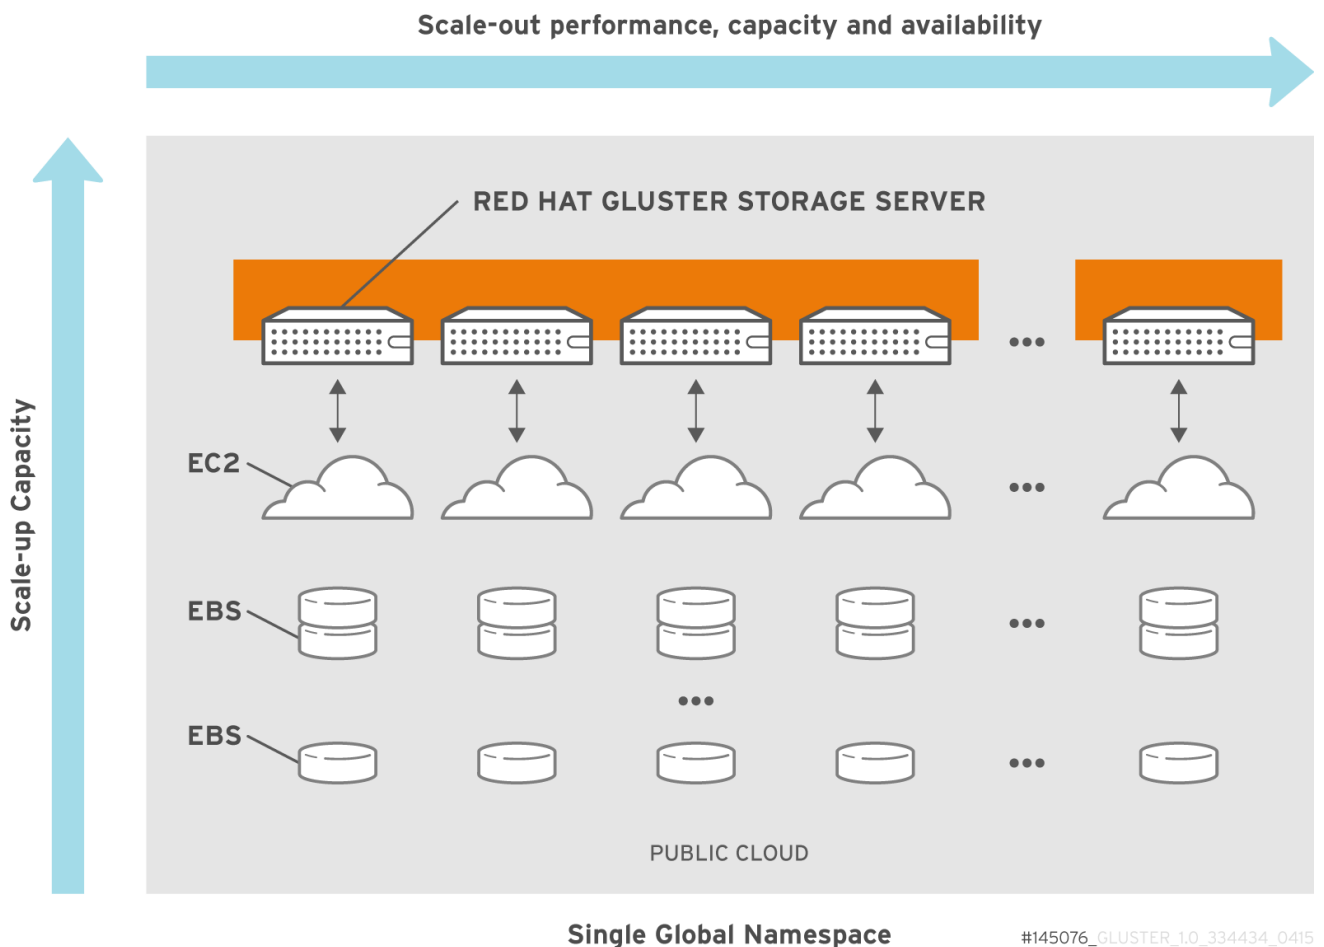 Scale-out performance, capacity and availability
RED HAT GLUSTER STORAGE SERVER
Scale-up Capacity
EC2
EBS
EBS
PUBLIC CLOUD
Single Global Namespace
#145076_GLUSTER_1.0_334434_0415